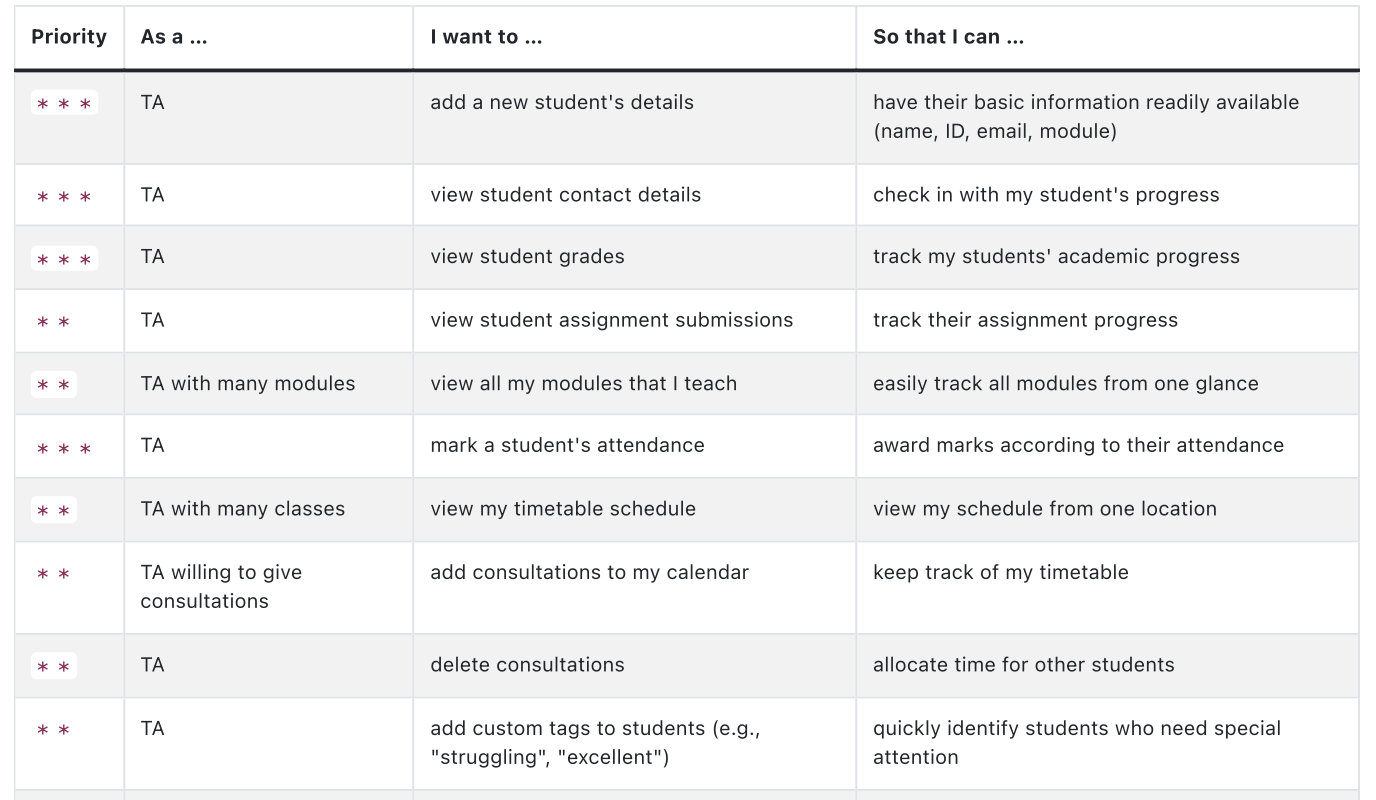 Priority As a ... I want to ... So that I can ...
* * * TA add a new student's details have their basic information readily available
(name, ID, email, module)
* * * TA view student contact details check in with my student's progress
* * * TA view student grades track my students' academic progress
* * TA view student assignment submissions track their assignment progress
* * TA with many modules view all my modules that I teach easily track all modules from one glance
* * * TA mark a student's attendance award marks according to their attendance
* * TA with many classes view my timetable schedule view my schedule from one location
* * TA willing to give add consultations to my calendar keep track of my timetable
consultations
* * TA delete consultations allocate time for other students
* * TA add custom tags to students (e.g., quickly identify students who need special
"struggling", "excellent") attention